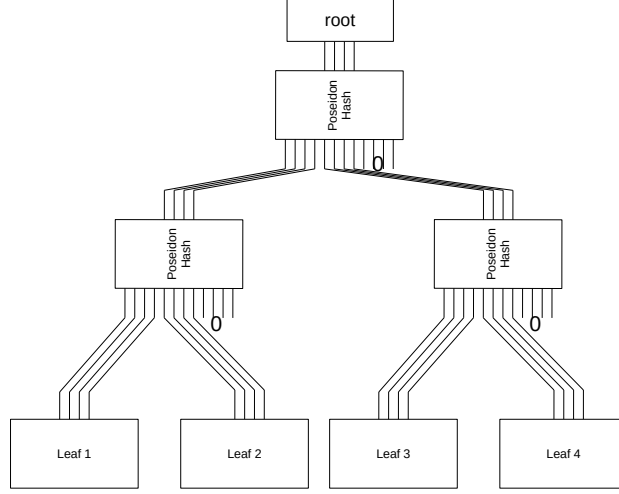 root
Poseidon
Hash
0
Poseidon
Hash
0
Poseidon
Hash
0
Leaf 1
Leaf 2
Leaf 3
Leaf 4